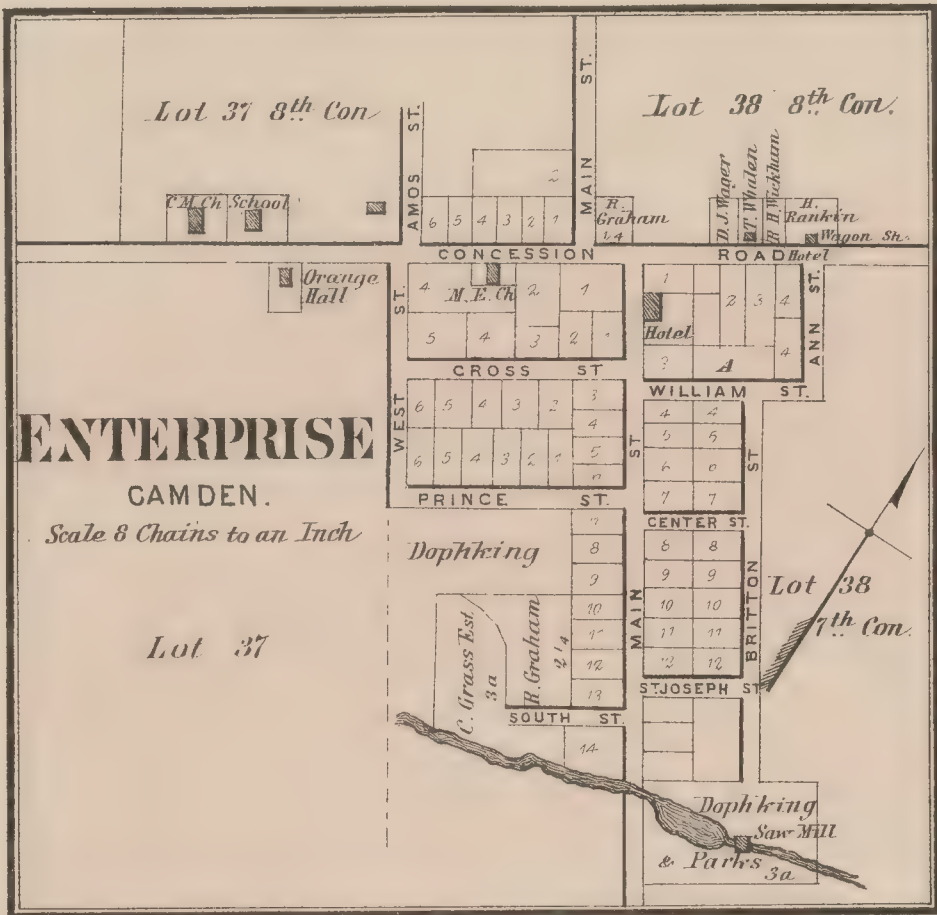 Lot 37 8th Con
Lot 38 8th Con.
AMOS ST.
MAIN ST.
C.M. Ch School
2
6 5 4 3 2 1
R. Graham
1/4
D. J. Wager
T. Whalen
R. H. Wickham
H. Rankin
Wagon Sh.
Hotel
CONCESSION ROAD
Orange Hall
WEST ST.
4 M. E. Ch 2 1
5 4 3 2 1
1 2 3 4
Hotel
A 4
ANN ST.
CROSS ST
WILLIAM ST.
6 5 4 3 2 3
4
6 5 4 3 2 1 5
4 4
5 5
6 6
7 7
ENTERPRISE
CAMDEN.
Scale 8 Chains to an Inch
PRINCE ST.
MAIN ST
BRITTON ST
CENTER ST.
Dophking
7
8
9
10
11
12
13
8 8
9 9
10 10
11 11
12 12
Lot 38
7th Con.
Lot 37
C. Grass Est.
3a
R. Graham
2 1/4
ST JOSEPH ST
SOUTH ST.
14
Dophking
Saw Mill
& Parks
3a